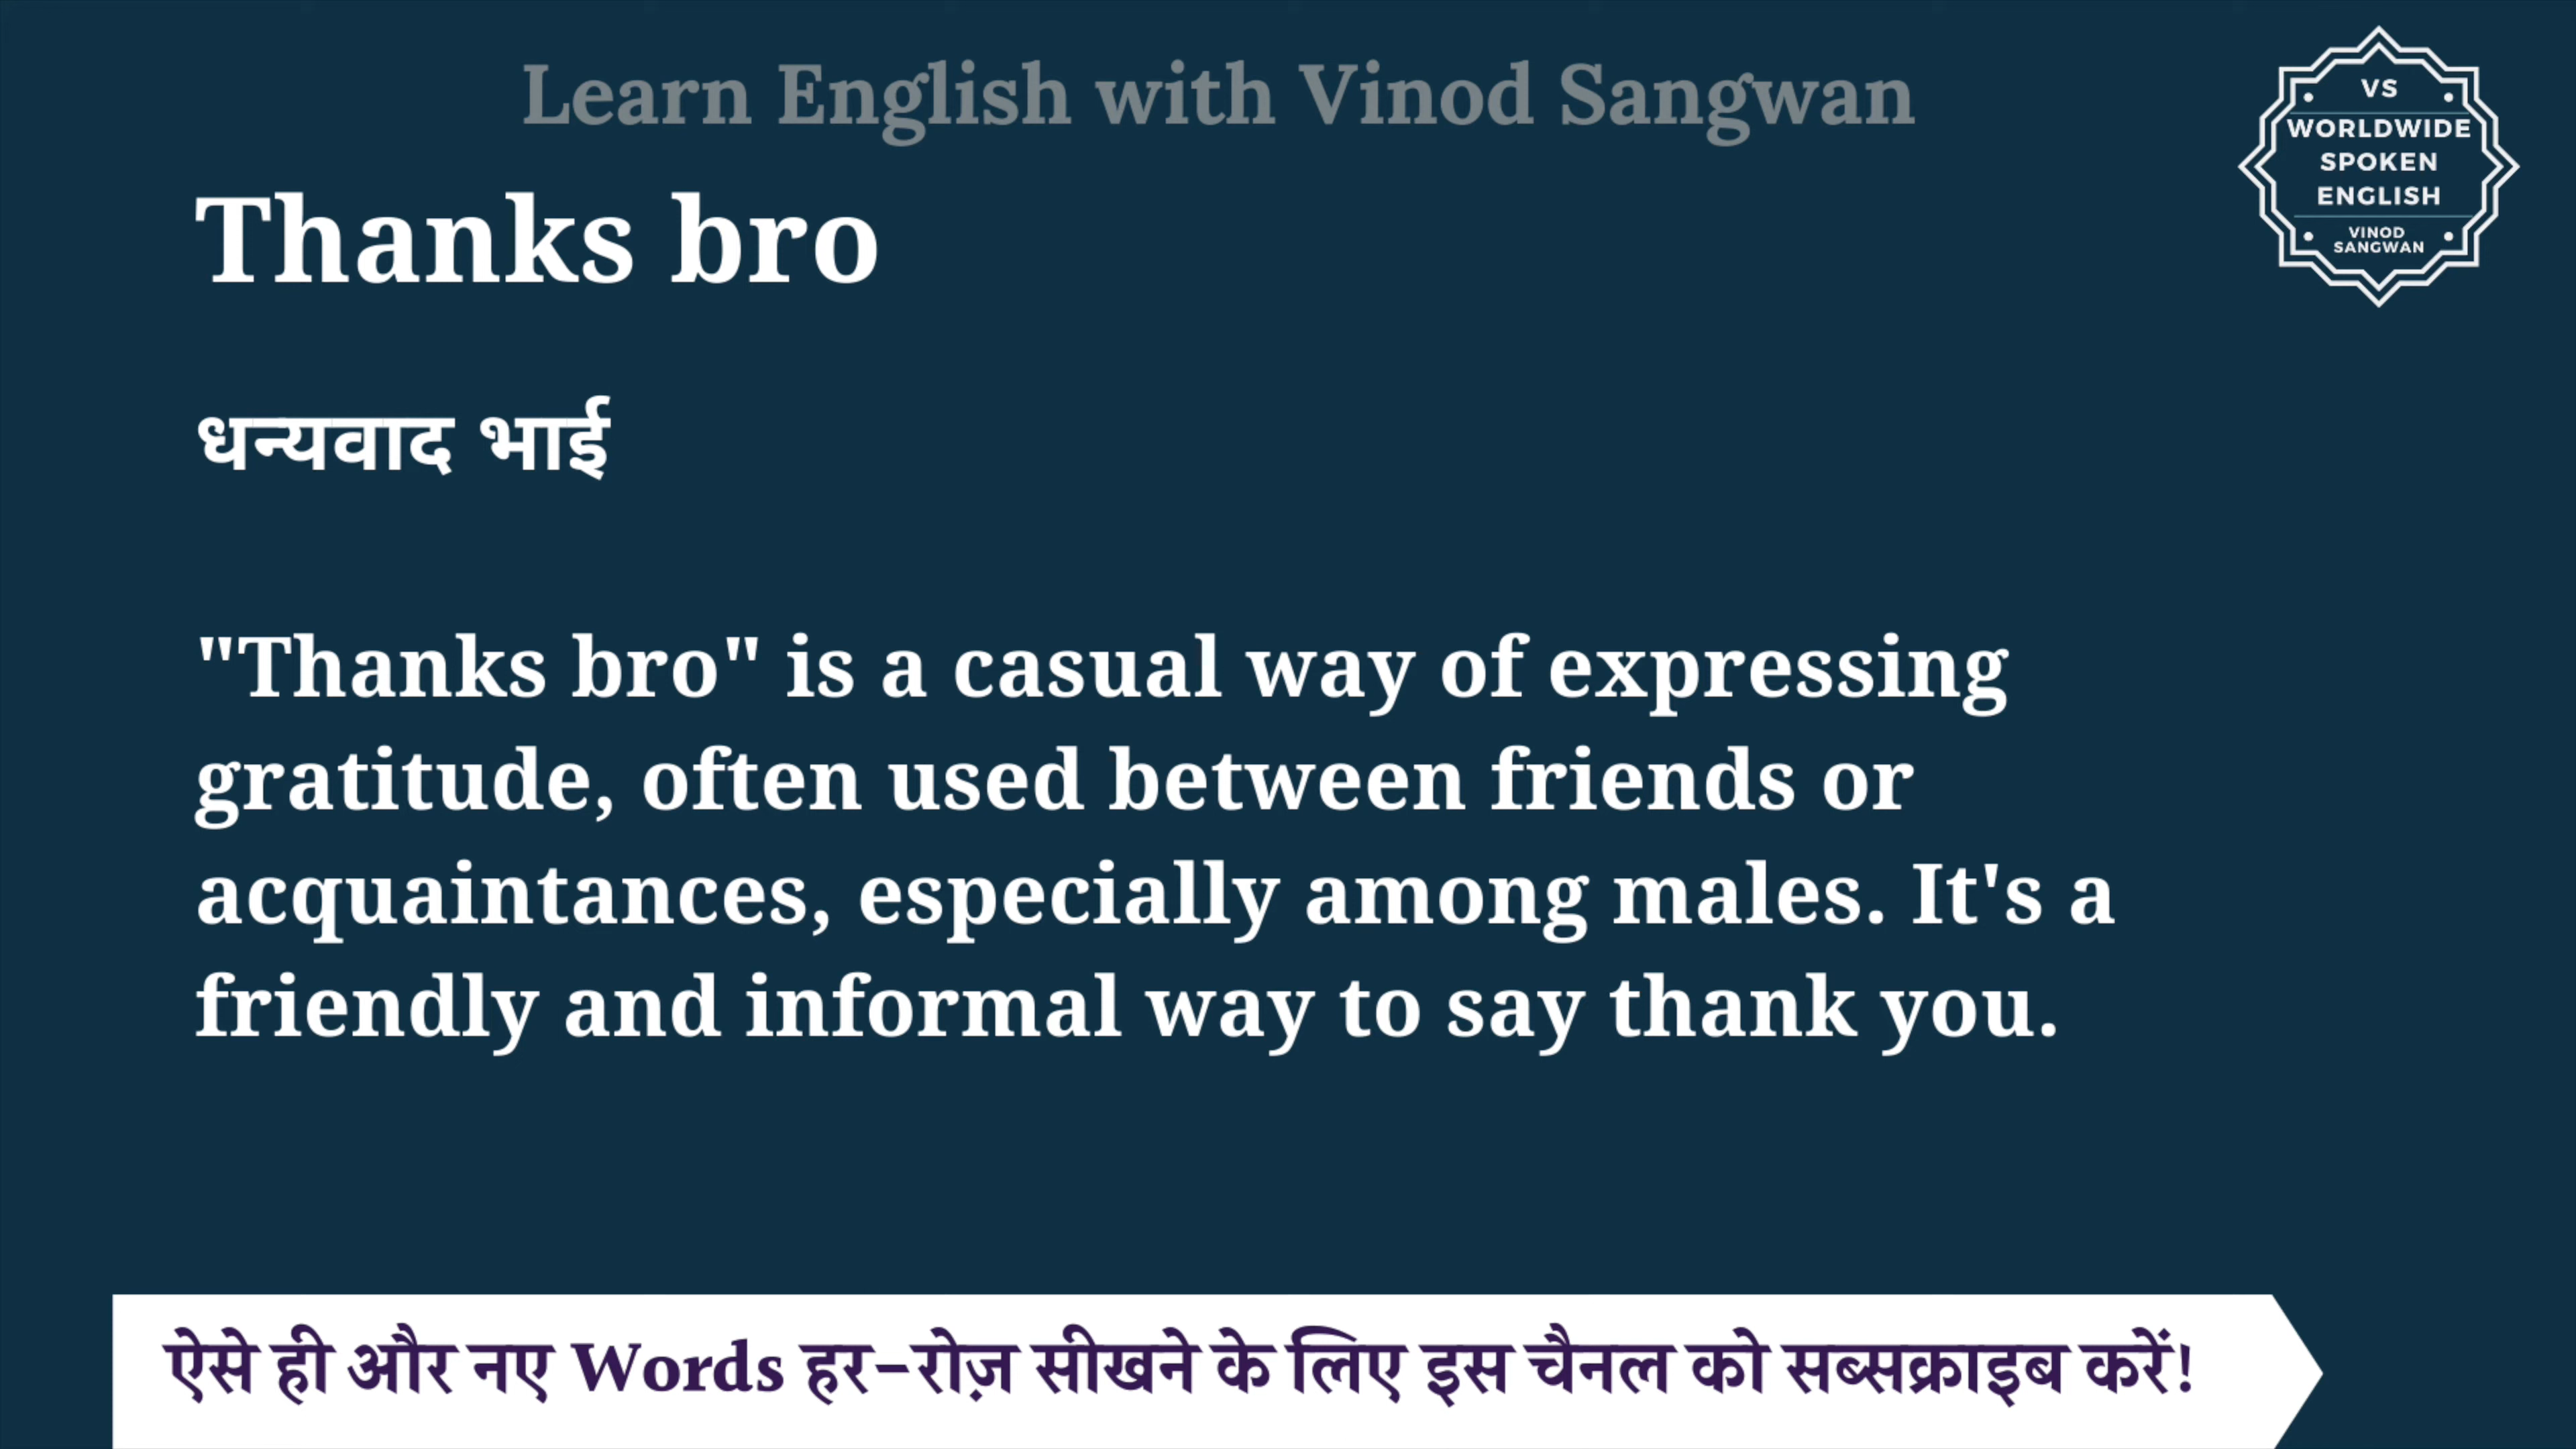 Learn English with Vinod Sangwan
VS
WORLDWIDE
SPOKEN
ENGLISH
VINOD
SANGWAN
Thanks bro
धन्यवाद भाई
"Thanks bro" is a casual way of expressing
gratitude, often used between friends or
acquaintances, especially among males. It's a
friendly and informal way to say thank you.
ऐसे ही और नए Words हर-रोज़ सीखने के लिए इस चैनल को सब्सक्राइब करें!